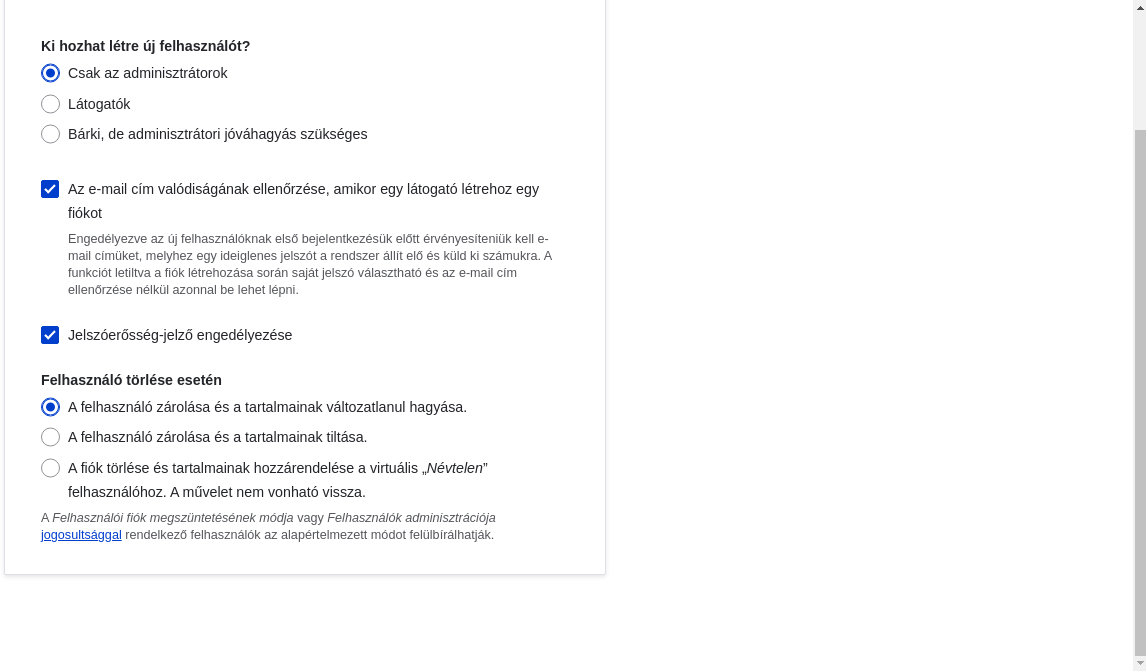 Ki hozhat létre új felhasználót?
Csak az adminisztrátorok
Látogatók
Bárki, de adminisztrátori jóváhagyás szükséges
Az e-mail cím valódiságának ellenőrzése, amikor egy látogató létrehoz egy
fiókot
Engedélyezve az új felhasználóknak első bejelentkezésük előtt érvényesíteniük kell e-
mail címüket, melyhez egy ideiglenes jelszót a rendszer állít elő és küld ki számukra. A
funkciót letiltva a fiók létrehozása során saját jelszó választható és az e-mail cím
ellenőrzése nélkül azonnal be lehet lépni.
Jelszóerősség-jelző engedélyezése
Felhasználó törlése esetén
A felhasználó zárolása és a tartalmainak változatlanul hagyása.
A felhasználó zárolása és a tartalmainak tiltása.
A fiók törlése és tartalmainak hozzárendelése a virtuális „Névtelen”
felhasználóhoz. A művelet nem vonható vissza.
A Felhasználói fiók megszüntetésének módja vagy Felhasználók adminisztrációja
jogosultsággal rendelkező felhasználók az alapértelmezett módot felülbírálhatják.